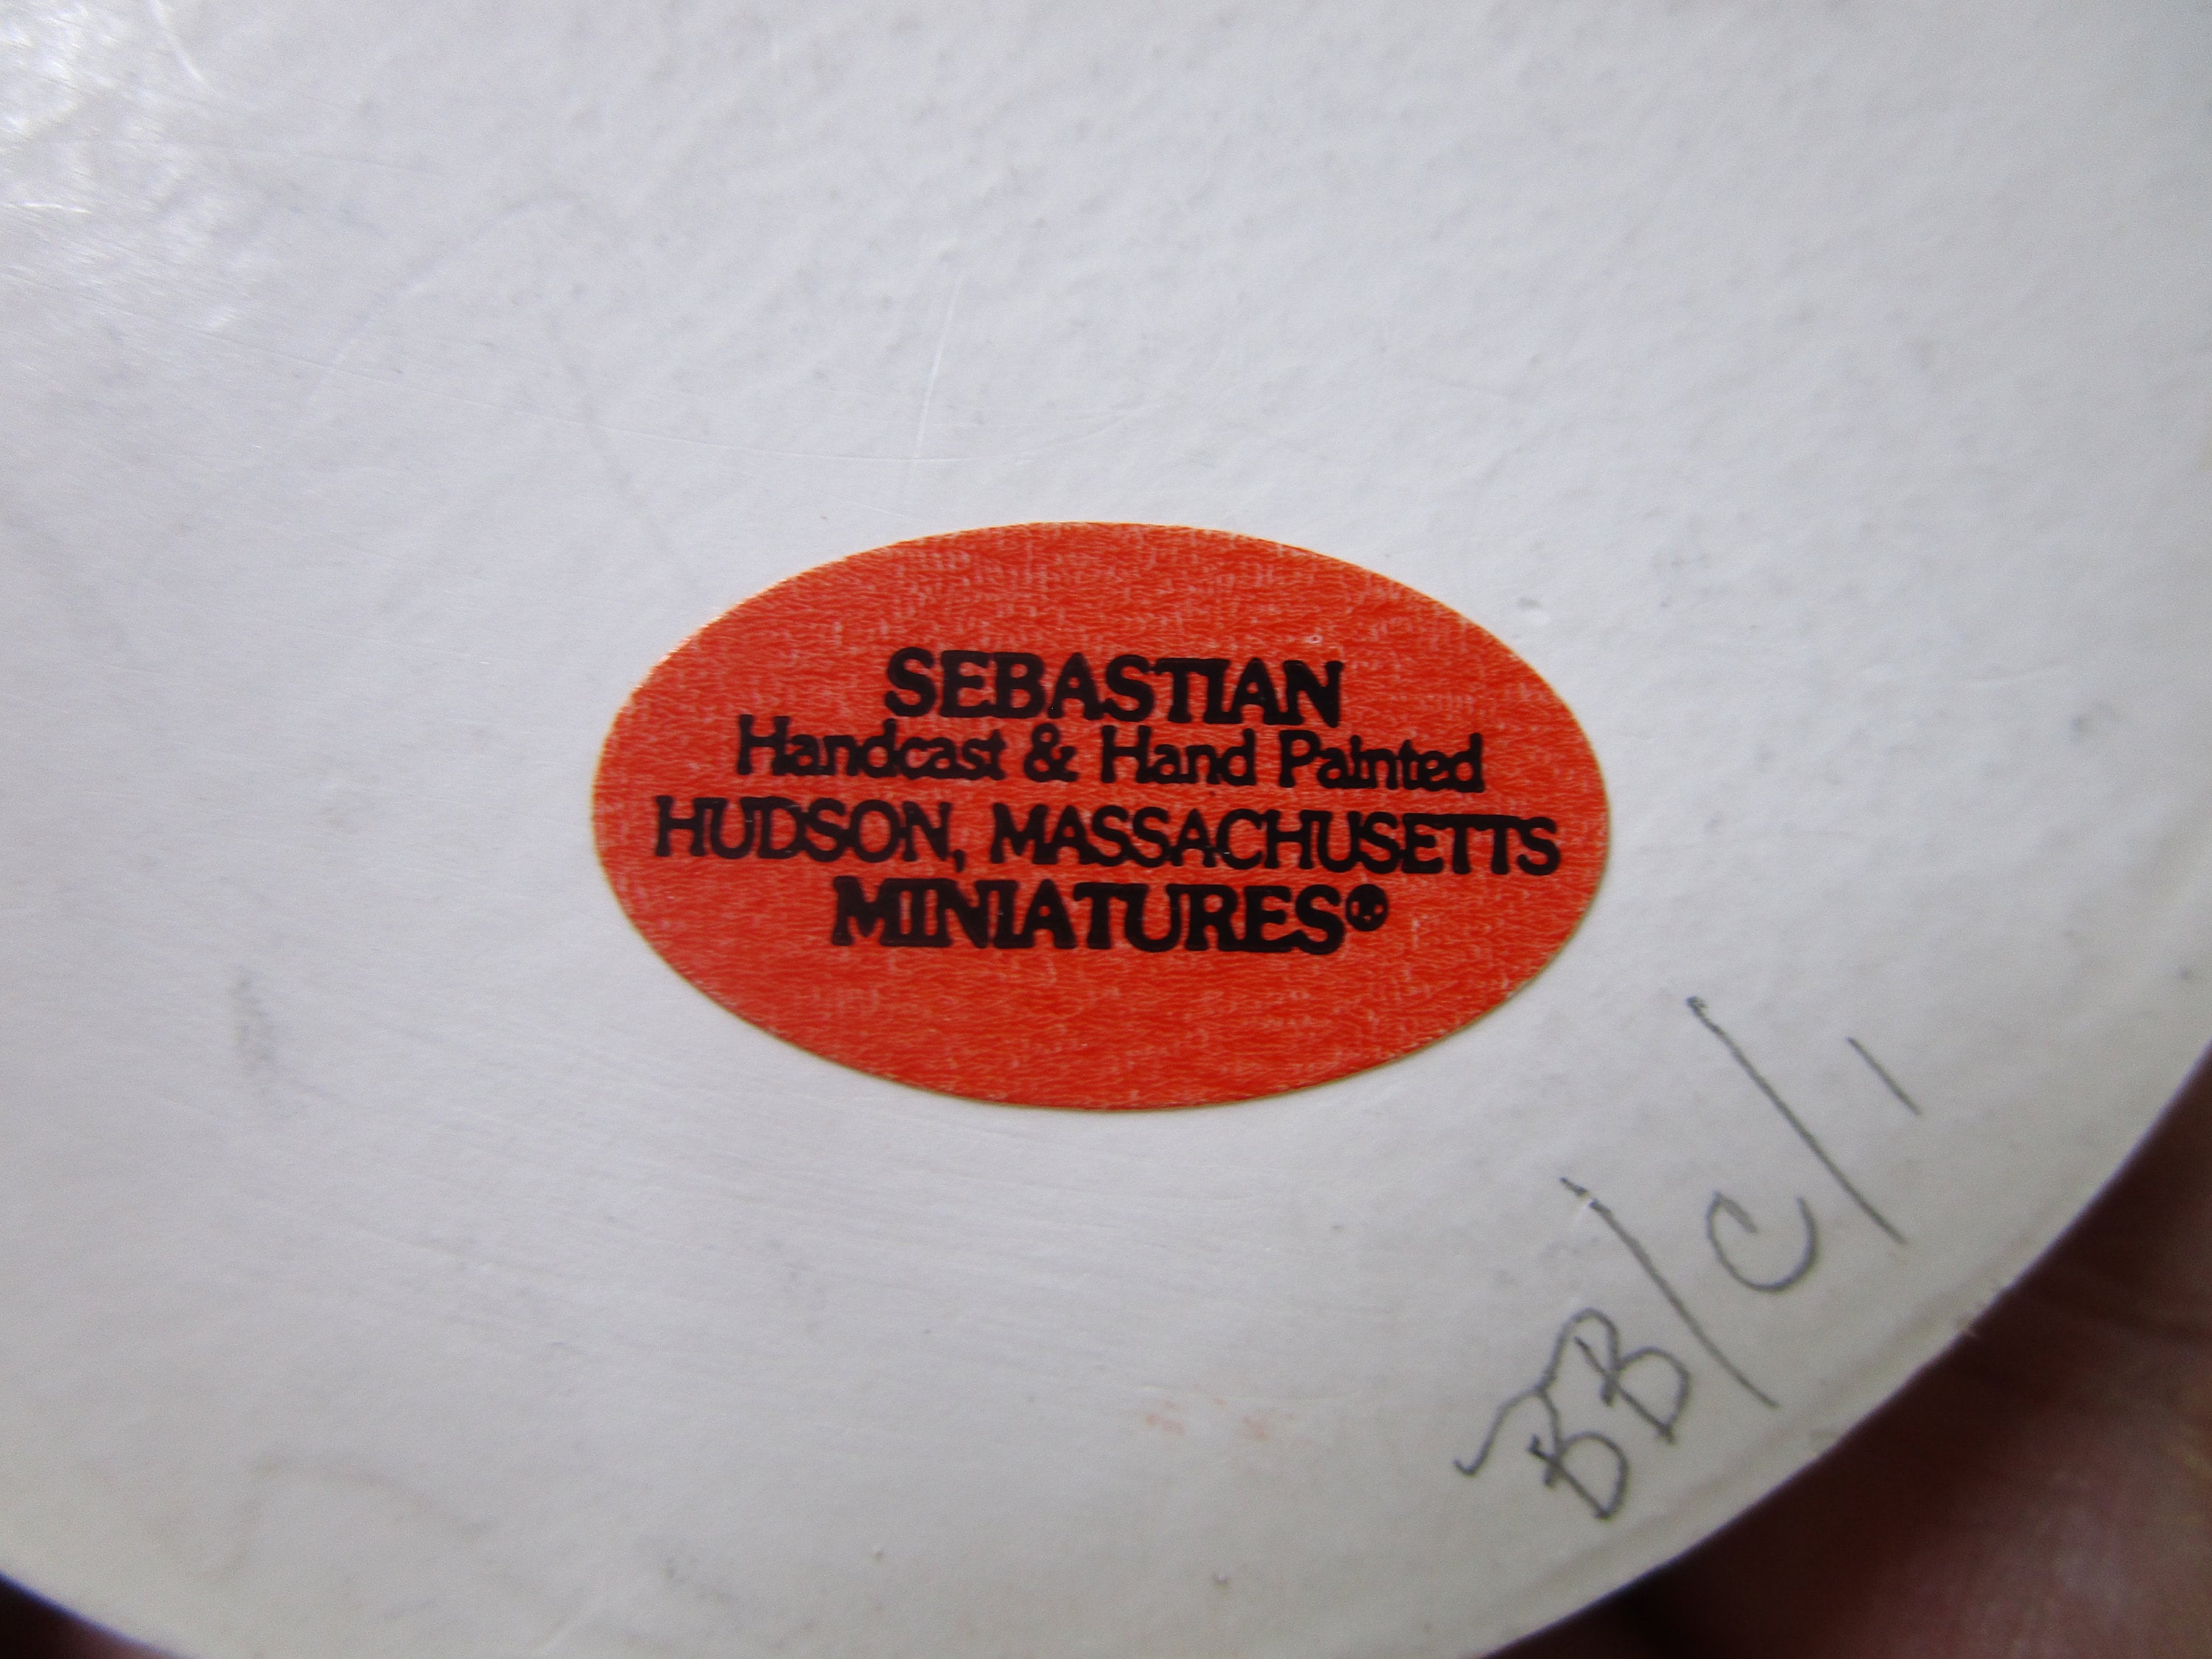 SEBASTIAN
Handcast & Hand Painted
HUDSON, MASSACHUSETTS
MINIATURES®
BB/C/1